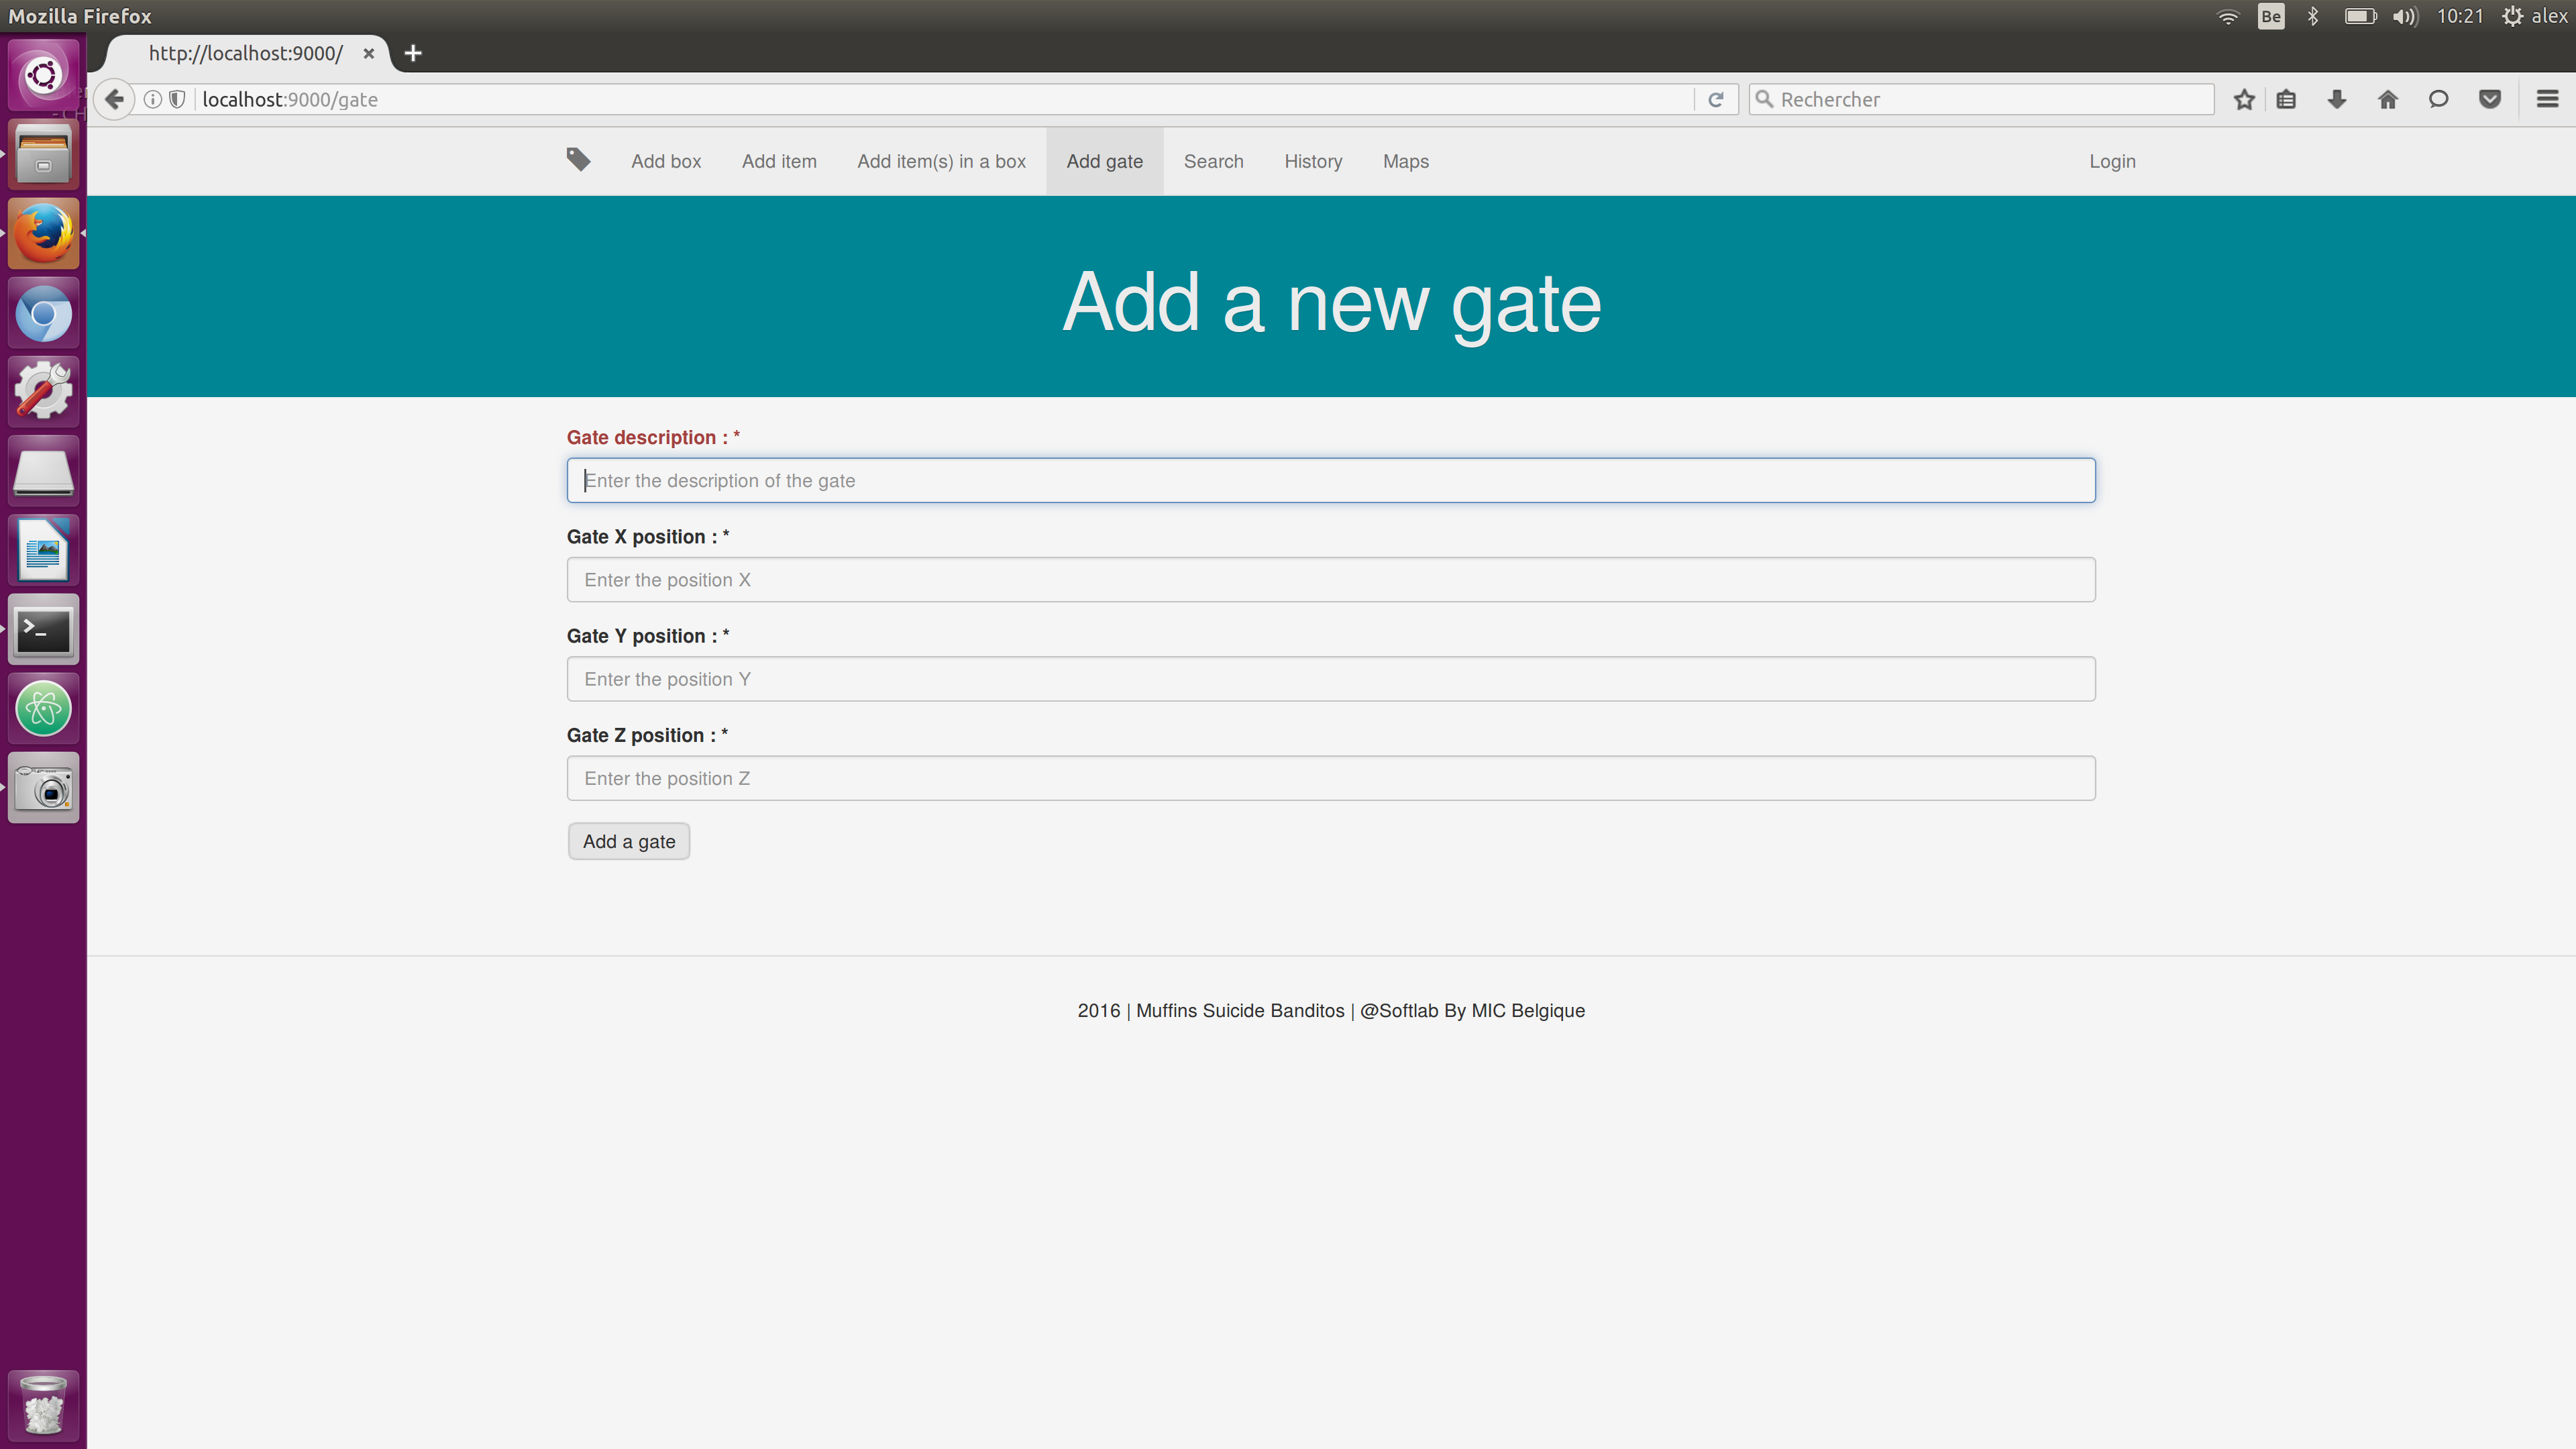 Mozilla Firefox
Be
10:21
alex
http://localhost:9000/
localhost:9000/gate
Rechercher
Add box
Add item
Add item(s) in a box
Add gate
Search
History
Maps
Login
Add a new gate
Gate description : *
Enter the description of the gate
Gate X position : *
Enter the position X
Gate Y position : *
Enter the position Y
Gate Z position : *
Enter the position Z
Add a gate
2016 | Muffins Suicide Banditos | @Softlab By MIC Belgique